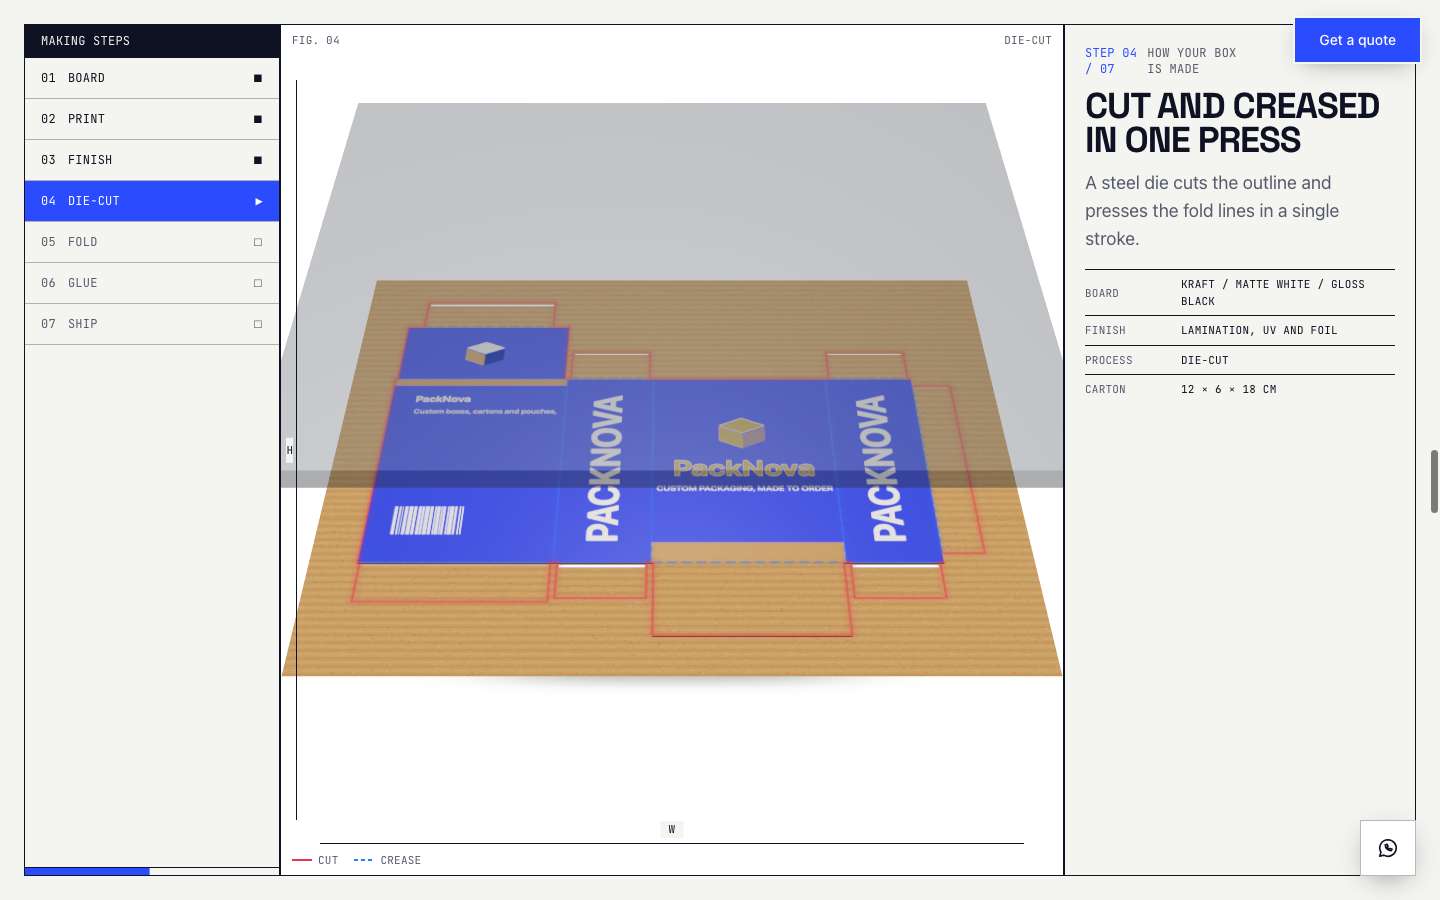 MAKING STEPS
01 BOARD
02 PRINT
03 FINISH
04 DIE-CUT
05 FOLD
06 GLUE
07 SHIP
FIG. 04
DIE-CUT
H
PackNova
Custom boxes, cartons and pouches,
PACKNOVA
PackNova
CUSTOM PACKAGING, MADE TO ORDER
PACKNOVA
W
CUT
CREASE
Get a quote
STEP 04 / 07
HOW YOUR BOX IS MADE
CUT AND CREASED
IN ONE PRESS
A steel die cuts the outline and
presses the fold lines in a single
stroke.
BOARD KRAFT / MATTE WHITE / GLOSS
BLACK
FINISH LAMINATION, UV AND FOIL
PROCESS DIE-CUT
CARTON 12 × 6 × 18 CM